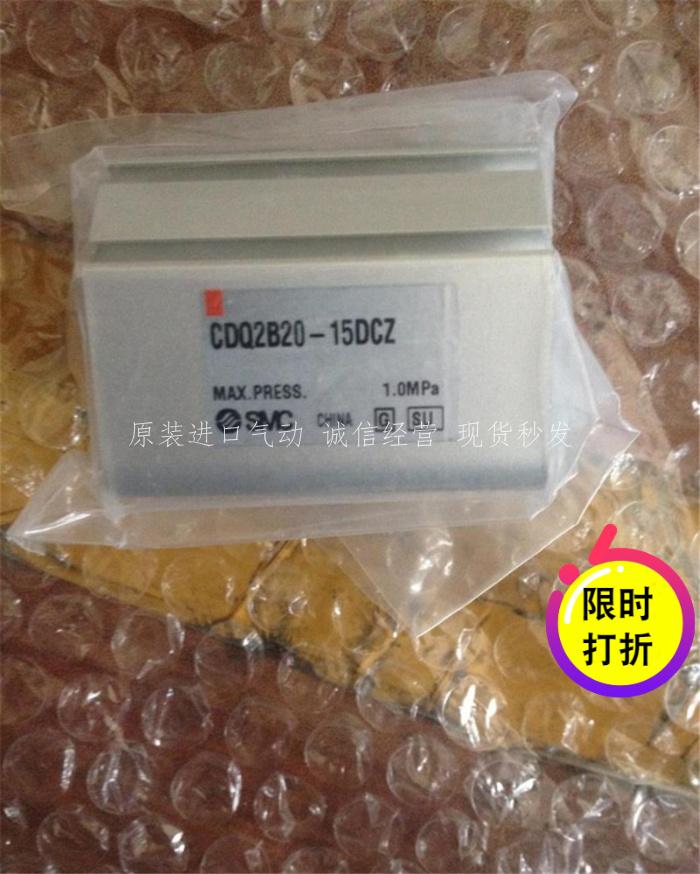 CDQ2B20-15DCZ
MAX.PRESS. 1.0MPa
SMC CHINA G SU
原装进口气动 诚信经营 现货秒发
限时
打折